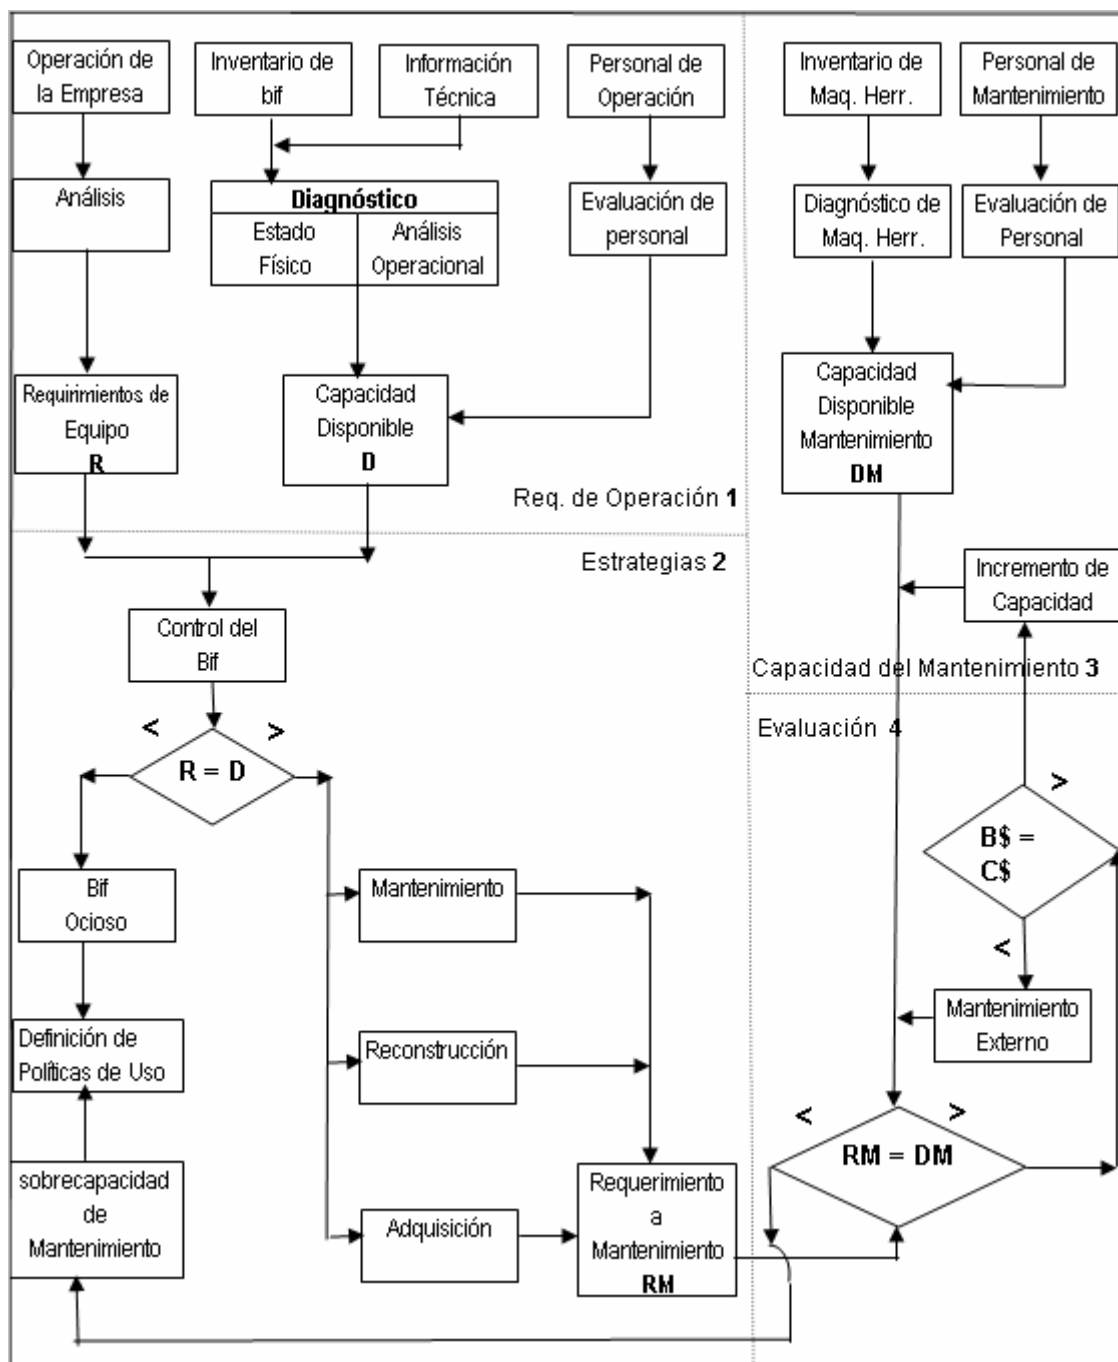 Operación de
la Empresa
Inventario de
bif
Información
Técnica
Personal de
Operación
Análisis
Diagnóstico
Estado
Físico
Análisis
Operacional
Evaluación de
personal
Requirimientos de
Equipo
R
Capacidad
Disponible
D
Req. de Operación 1
Inventario de
Maq. Herr.
Personal de
Mantenimiento
Diagnóstico de
Maq. Herr.
Evaluación de
Personal
Capacidad
Disponible
Mantenimiento
DM
Incremento de
Capacidad
Capacidad del Mantenimiento 3
Estrategias 2
Control del
Bif
<
>
R = D
Bif
Ocioso
Definición de
Políticas de Uso
sobrecapacidad
de
Mantenimiento
Mantenimiento
Reconstrucción
Adquisición
Requerimiento
a
Mantenimiento
RM
Evaluación 4
>
B$ =
C$
<
Mantenimiento
Externo
<
>
RM = DM